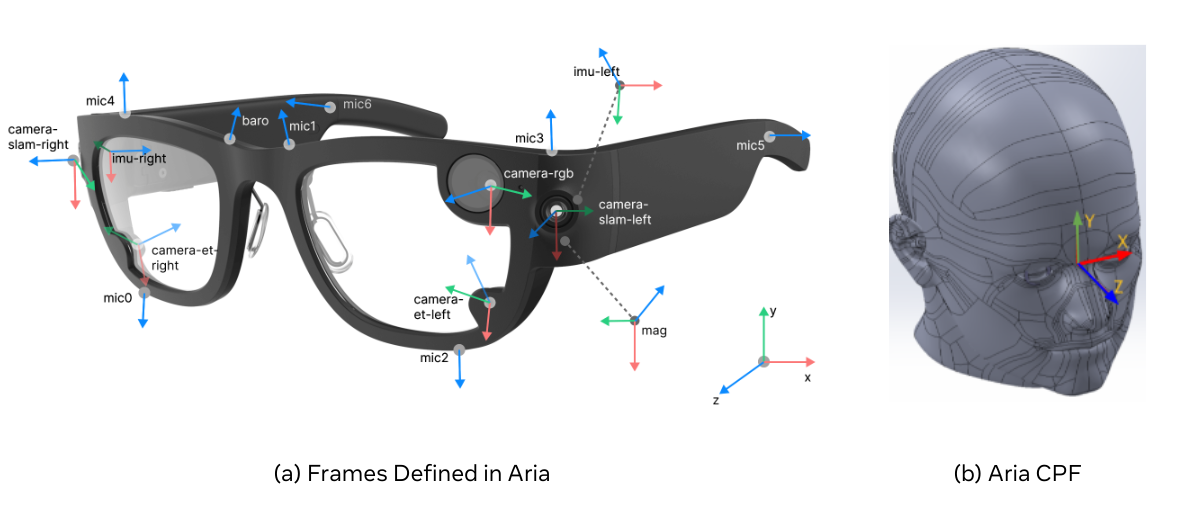 imu-left
mic4
mic6
baro
mic1
camera-
slam-right
imu-right
mic3
mic5
camera-rgb
camera-
slam-left
camera-et-
right
mic0
camera-
et-left
mag
mic2
y
x
z
Y
X
Z
(a) Frames Defined in Aria
(b) Aria CPF